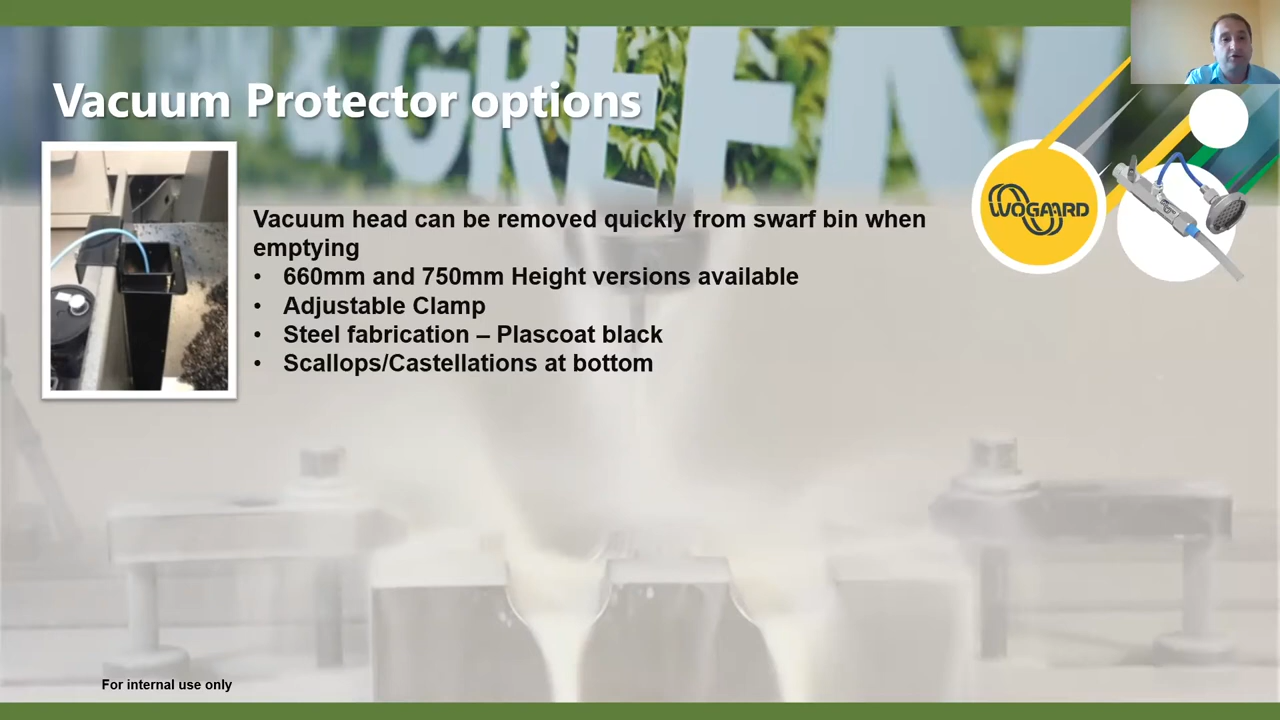 & GREEN
Vacuum Protector options
WOGAARD
Vacuum head can be removed quickly from swarf bin when
emptying
• 660mm and 750mm Height versions available
• Adjustable Clamp
• Steel fabrication – Plascoat black
• Scallops/Castellations at bottom
For internal use only